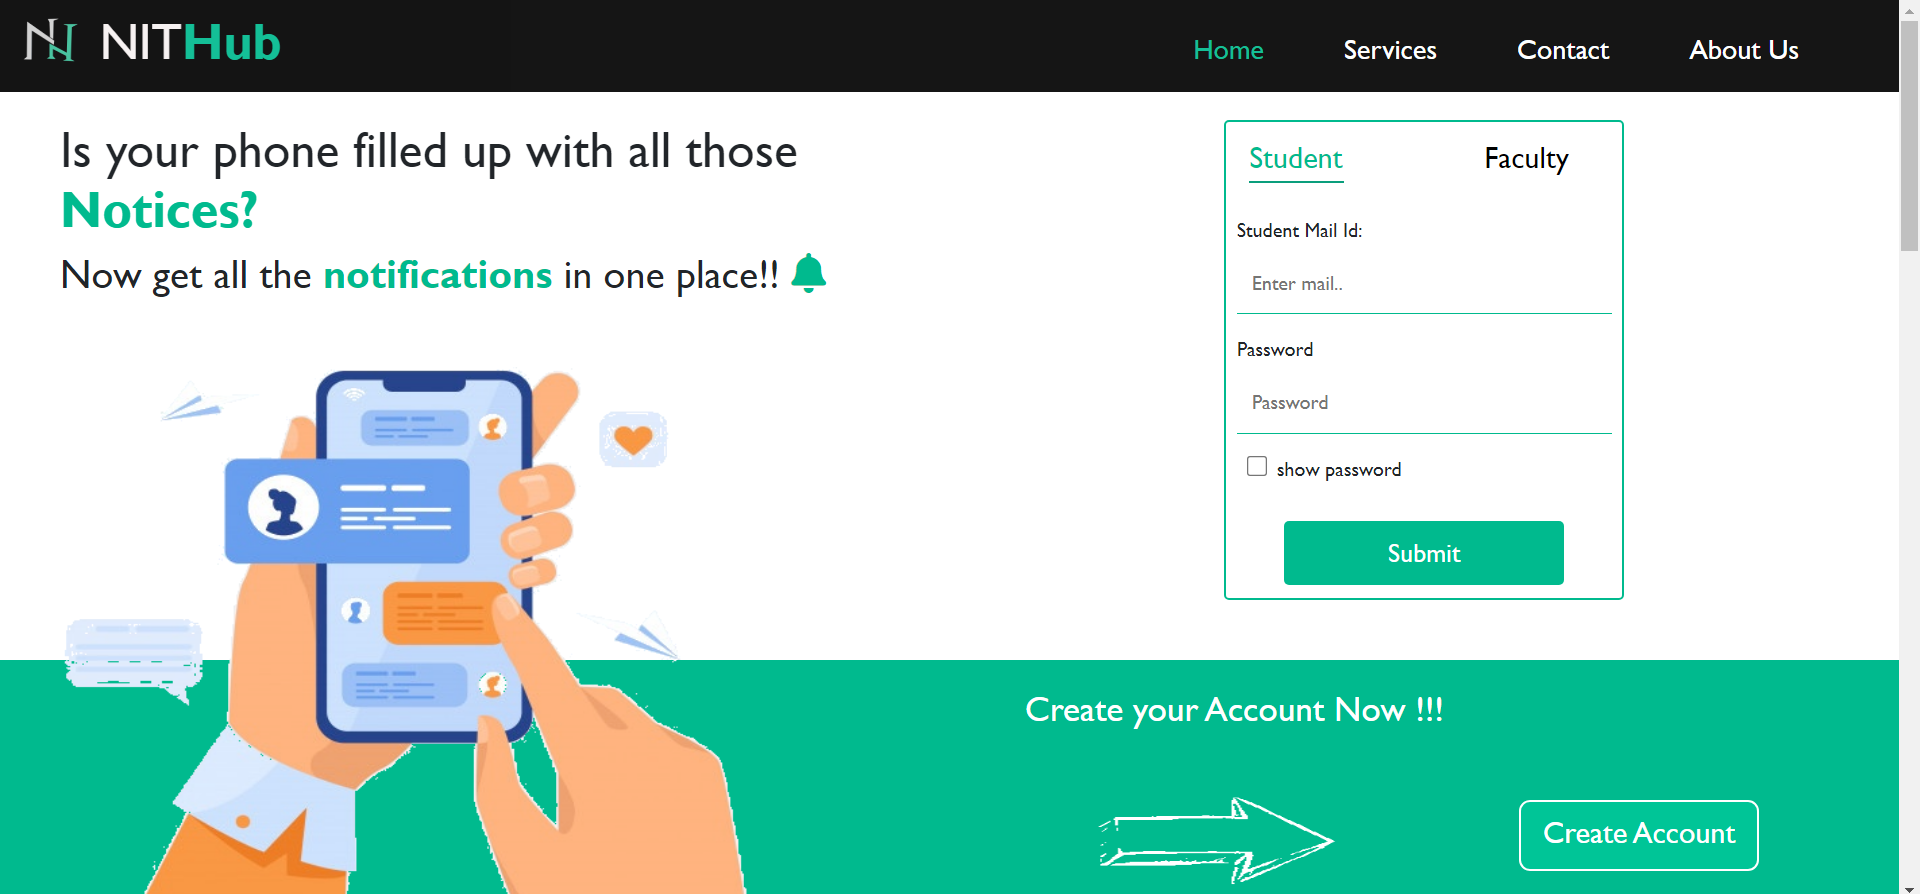 NITHub
Home
Services
Contact
About Us
Is your phone filled up with all those
Notices?
Now get all the notifications in one place!!
Student
Faculty
Student Mail Id:
Enter mail..
Password
Password
show password
Submit
Create your Account Now !!!
Create Account